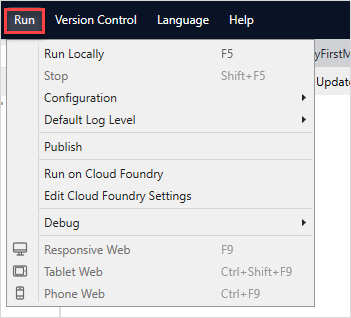 Run Version Control Language Help
Run Locally F5 yFirstM
Stop Shift+F5 Update
Configuration
Default Log Level
Publish
Run on Cloud Foundry
Edit Cloud Foundry Settings
Debug
Responsive Web F9
Tablet Web Ctrl+Shift+F9
Phone Web Ctrl+F9